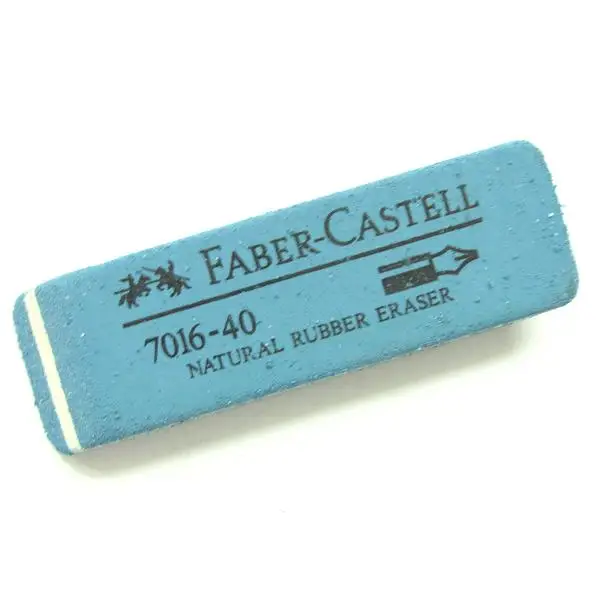 FABER-CASTELL
7016-40
NATURAL RUBBER ERASER